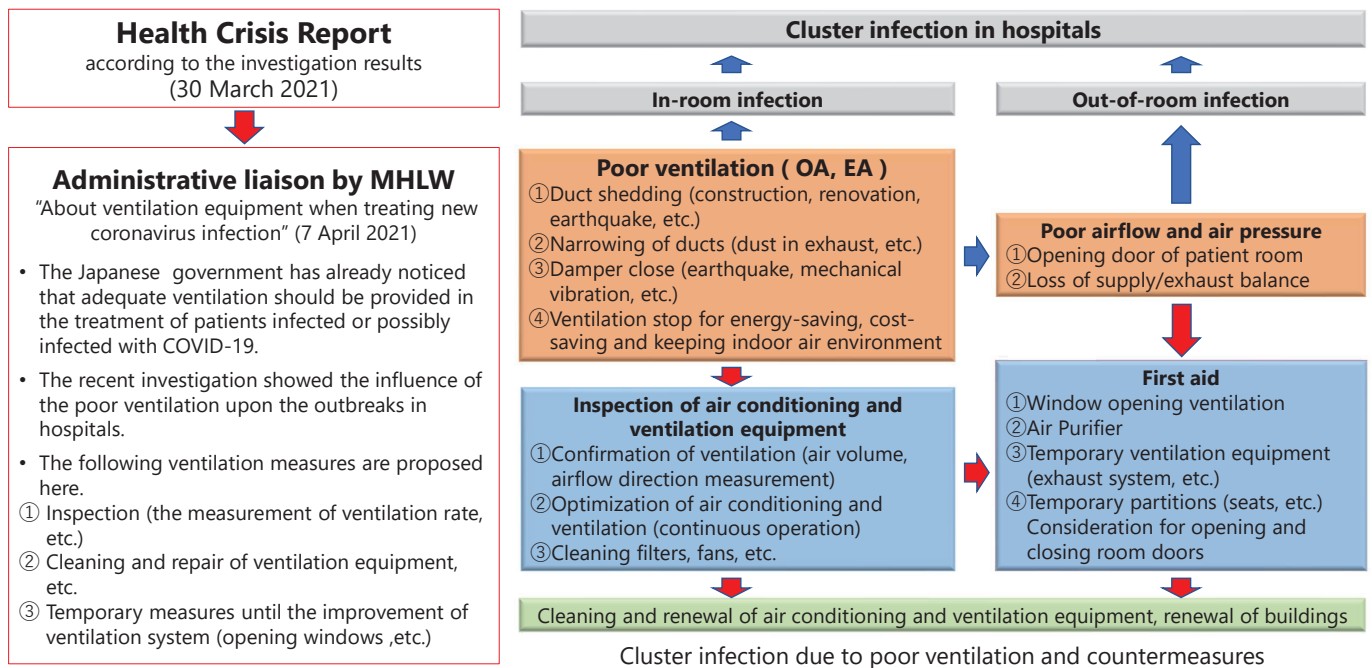 Health Crisis Report
according to the investigation results
(30 March 2021)
Administrative liaison by MHLW
“About ventilation equipment when treating new
coronavirus infection” (7 April 2021)
• The Japanese government has already noticed
that adequate ventilation should be provided in
the treatment of patients infected or possibly
infected with COVID-19.
• The recent investigation showed the influence of
the poor ventilation upon the outbreaks in
hospitals.
• The following ventilation measures are proposed
here.
① Inspection (the measurement of ventilation rate,
etc.)
② Cleaning and repair of ventilation equipment,
etc.
③ Temporary measures until the improvement of
ventilation system (opening windows ,etc.)
Cluster infection in hospitals
In-room infection
Out-of-room infection
Poor ventilation ( OA, EA )
①Duct shedding (construction, renovation,
earthquake, etc.)
②Narrowing of ducts (dust in exhaust, etc.)
③Damper close (earthquake, mechanical
vibration, etc.)
④Ventilation stop for energy-saving, cost-
saving and keeping indoor air environment
Poor airflow and air pressure
①Opening door of patient room
②Loss of supply/exhaust balance
Inspection of air conditioning and
ventilation equipment
①Confirmation of ventilation (air volume,
airflow direction measurement)
②Optimization of air conditioning and
ventilation (continuous operation)
③Cleaning filters, fans, etc.
First aid
①Window opening ventilation
②Air Purifier
③Temporary ventilation equipment
(exhaust system, etc.)
④Temporary partitions (seats, etc.)
Consideration for opening and
closing room doors
Cleaning and renewal of air conditioning and ventilation equipment, renewal of buildings
Cluster infection due to poor ventilation and countermeasures